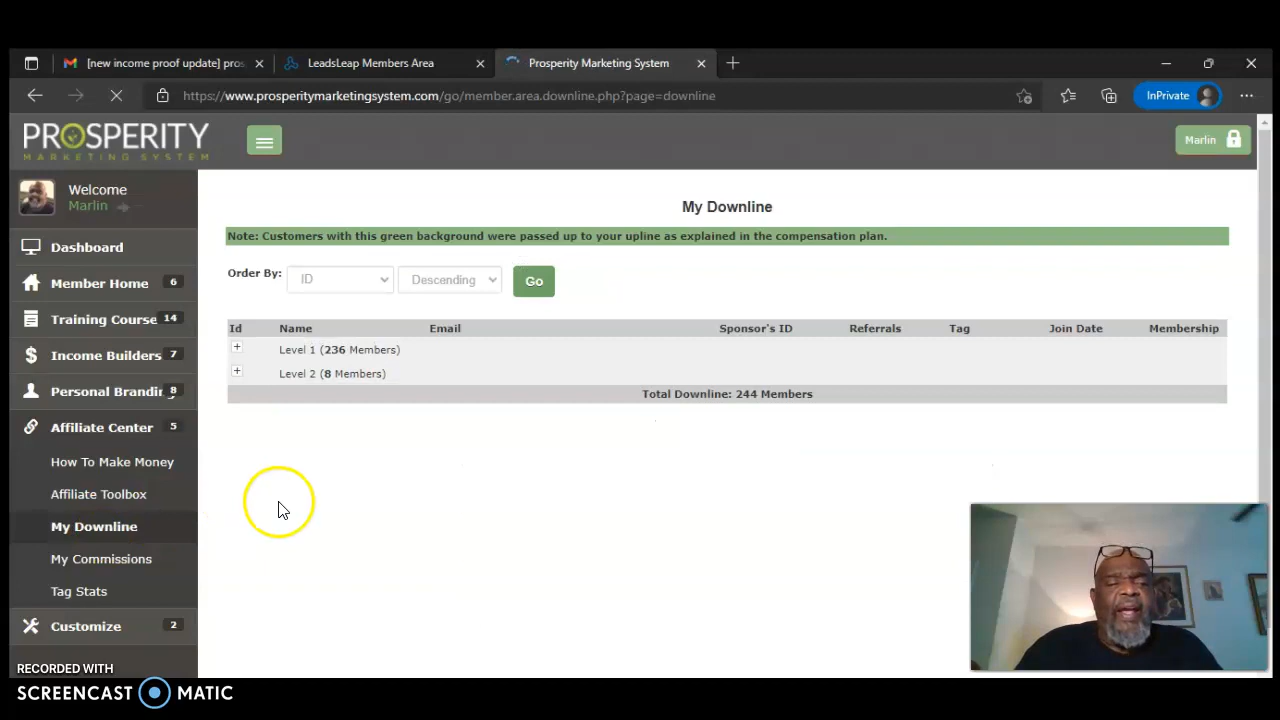 [new income proof update] pros
LeadsLeap Members Area
Prosperity Marketing System
https://www.prosperitymarketingsystem.com/go/member.area.downline.php?page=downline
InPrivate
PROSPERITY
MARKETING SYSTEM
Marlin
Welcome
Marlin
Dashboard
Member Home 6
Training Course 14
Income Builders 7
Personal Brandin 8
Affiliate Center 5
How To Make Money
Affiliate Toolbox
My Downline
My Commissions
Tag Stats
Customize 2
My Downline
Note: Customers with this green background were passed up to your upline as explained in the compensation plan.
Order By: ID Descending Go
Id Name Email Sponsor's ID Referrals Tag Join Date Membership
Level 1 (236 Members)
Level 2 (8 Members)
Total Downline: 244 Members
RECORDED WITH
SCREENCAST MATIC